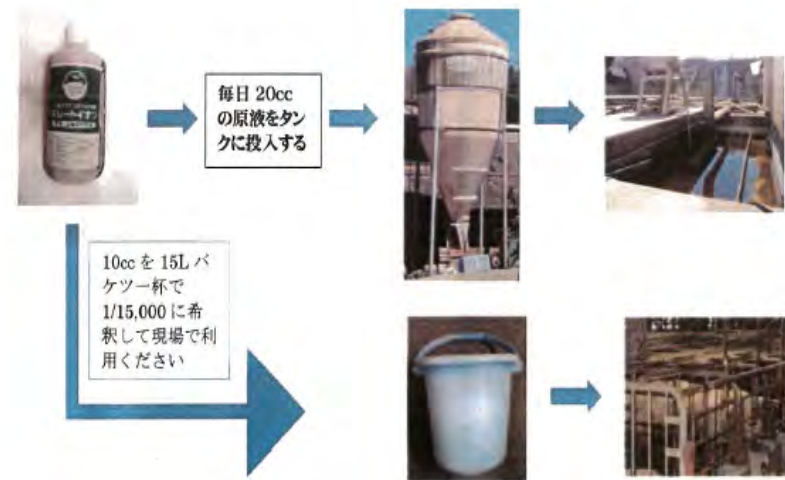 毎日 20cc
の原液をタン
クに投入する
10cc を 15L バ
ケツ一杯で
1/15,000 に希
釈して現場で利
用ください